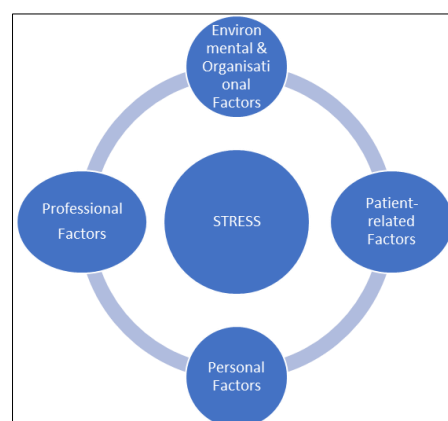 Environ
mental &
Organisati
onal
Factors
Professional
Factors
STRESS
Patient-
related
Factors
Personal
Factors